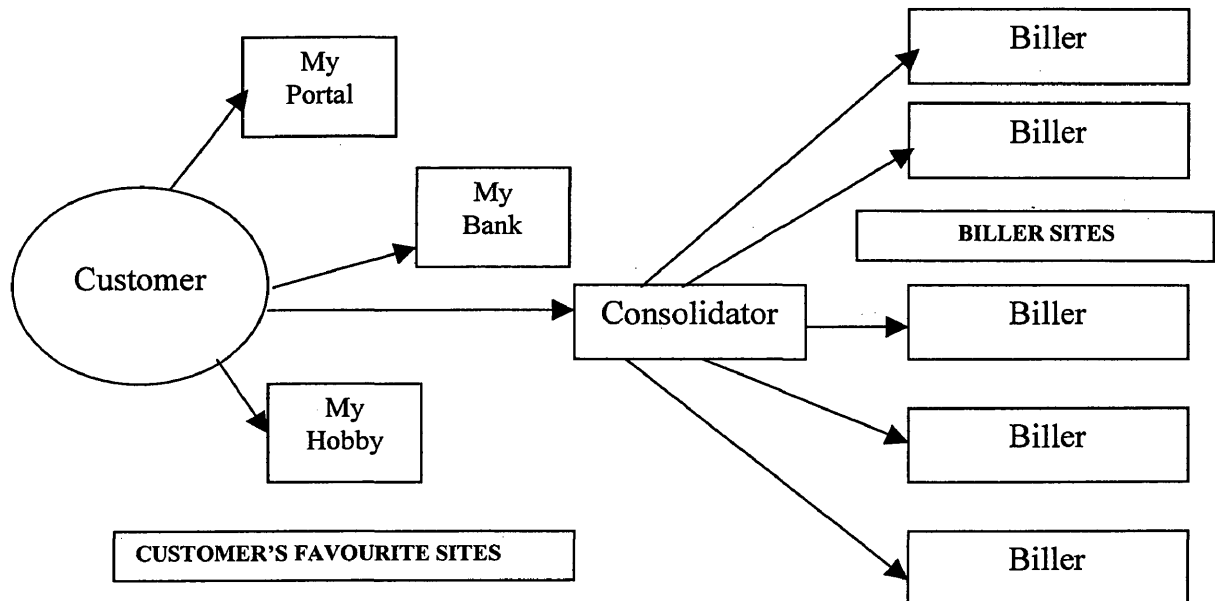 My
Portal
My
Bank
Customer
My
Hobby
CUSTOMER'S FAVOURITE SITES
Consolidator
Biller
Biller
BILLER SITES
Biller
Biller
Biller